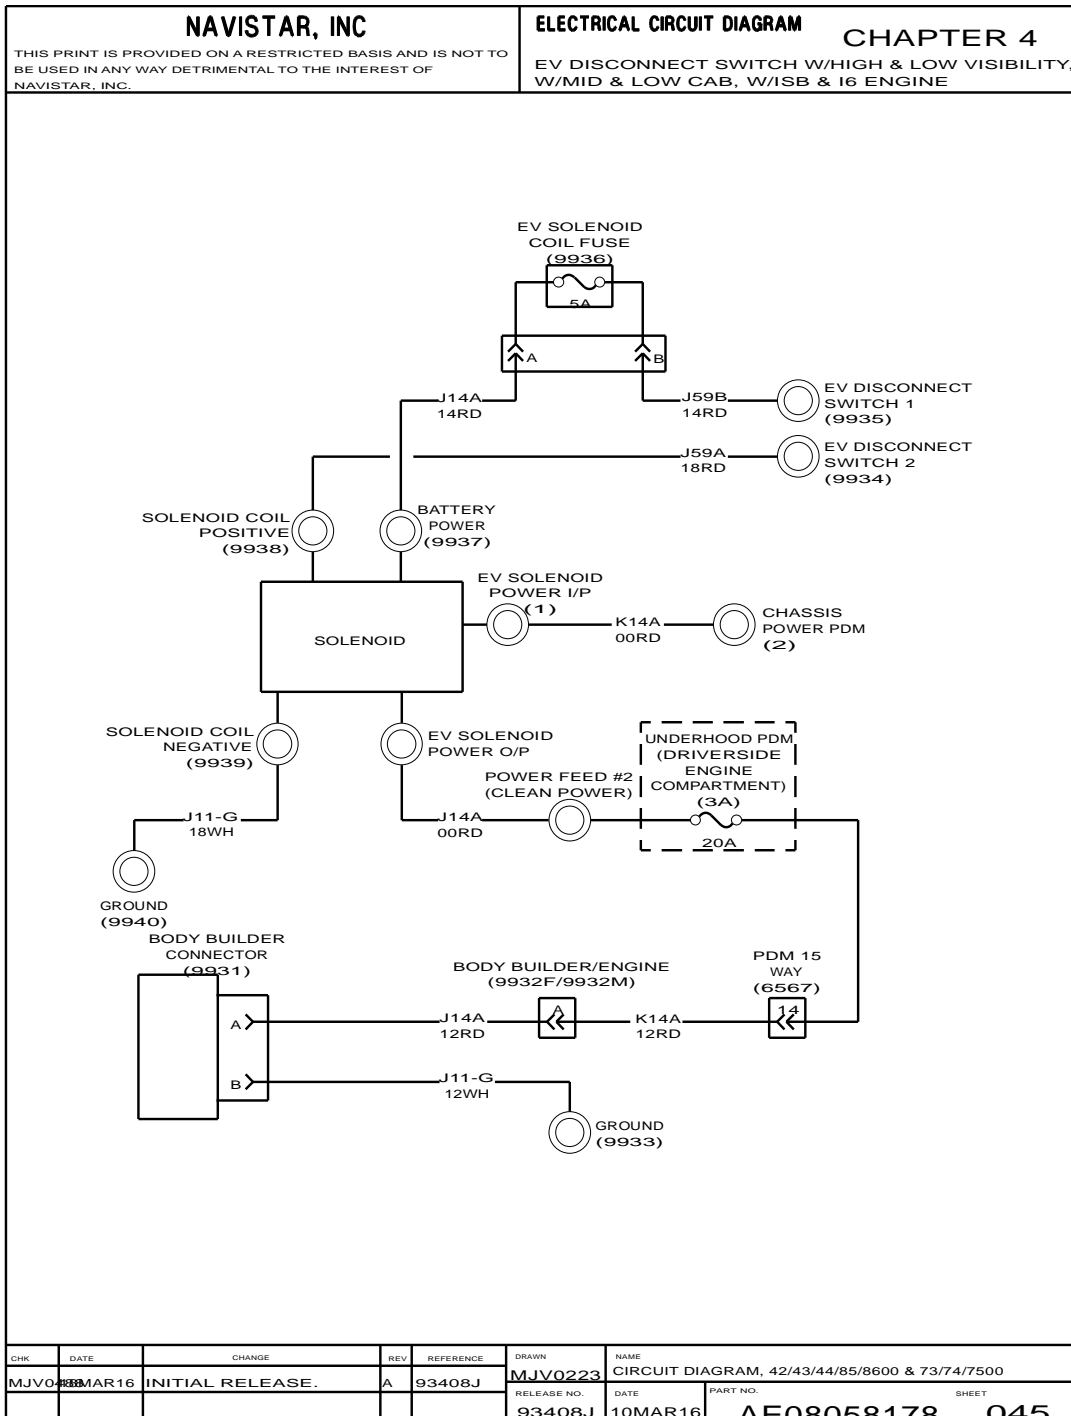 NAVISTAR, INC
THIS PRINT IS PROVIDED ON A RESTRICTED BASIS AND IS NOT TO
BE USED IN ANY WAY DETRIMENTAL TO THE INTEREST OF
NAVISTAR, INC.
ELECTRICAL CIRCUIT DIAGRAM
CHAPTER 4
EV DISCONNECT SWITCH W/HIGH & LOW VISIBILITY,
W/MID & LOW CAB, W/ISB & I6 ENGINE
EV SOLENOID
COIL FUSE
(9936)
5A
A
B
J14A
14RD
J59B
14RD
EV DISCONNECT
SWITCH 1
(9935)
J59A
18RD
EV DISCONNECT
SWITCH 2
(9934)
SOLENOID COIL
POSITIVE
(9938)
BATTERY
POWER
(9937)
EV SOLENOID
POWER I/P
(1)
K14A
00RD
CHASSIS
POWER PDM
(2)
SOLENOID
SOLENOID COIL
NEGATIVE
(9939)
EV SOLENOID
POWER O/P
UNDERHOOD PDM
(DRIVERSIDE
ENGINE
COMPARTMENT)
(3A)
20A
POWER FEED #2
(CLEAN POWER)
J11-G
18WH
J14A
00RD
GROUND
(9940)
BODY BUILDER
CONNECTOR
(9931)
A
B
J14A
12RD
BODY BUILDER/ENGINE
(9932F/9932M)
A
K14A
12RD
PDM 15
WAY
(6567)
14
J11-G
12WH
GROUND
(9933)
CHK
DATE
CHANGE
REV
REFERENCE
INITIAL RELEASE.
A
93408J
DRAWN
MJV0223
NAME
CIRCUIT DIAGRAM, 42/43/44/85/8600 & 73/74/7500
RELEASE NO.
93408J
DATE
10MAR16
PART NO.
AE08058178
SHEET
045